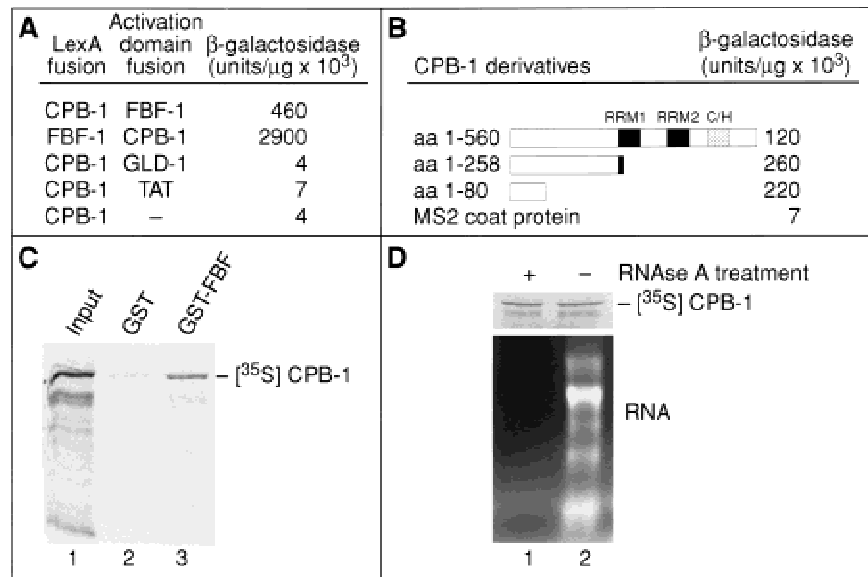 A
LexA fusion Activation domain fusion β-galactosidase (units/μg x 10³)
CPB-1 FBF-1 460
FBF-1 CPB-1 2900
CPB-1 GLD-1 4
CPB-1 TAT 7
CPB-1 – 4
B
CPB-1 derivatives β-galactosidase (units/μg x 10³)
RRM1 RRM2 C/H
aa 1-560 120
aa 1-258 260
aa 1-80 220
MS2 coat protein 7
C
Input GST GST-FBF
– [³⁵S] CPB-1
1 2 3
D
+ – RNAse A treatment
– [³⁵S] CPB-1
RNA
1 2